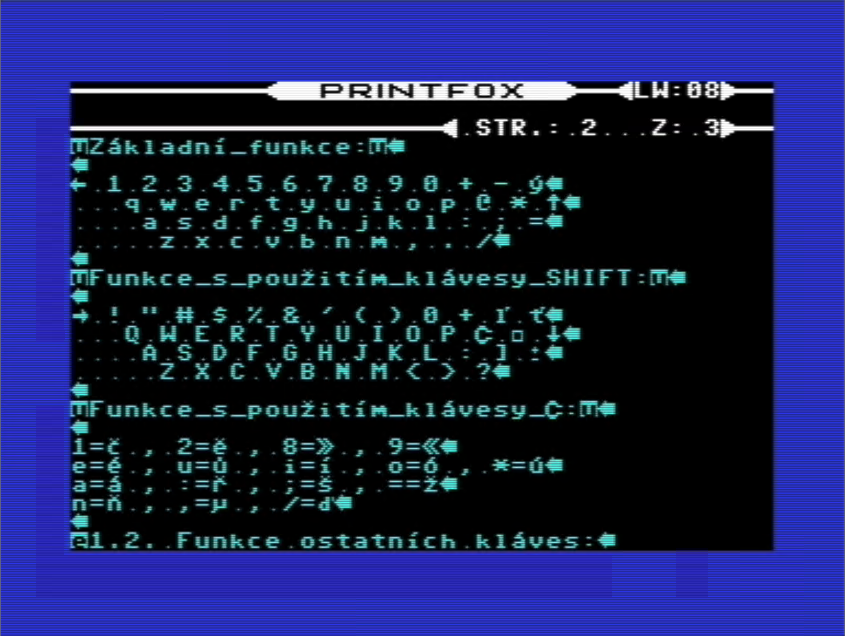 PRINTFOX LW:08
.STR.:.2...Z:.3
Základní_funkce:
←.1.2.3.4.5.6.7.8.9.0.+.-.ý
...q.w.e.r.t.y.u.i.o.p.@.*.↑
....a.s.d.f.g.h.j.k.l.:.;.=
.....z.x.c.v.b.n.m.,.../
Funkce_s_použitím_klávesy_SHIFT:
→.!.".#.$.%.&.´.(.).0.+.ľ.ť
...Q.W.E.R.T.Y.U.I.O.P.C.▫.↓
....A.S.D.F.G.H.J.K.L.:.].±
.....Z.X.C.V.B.N.M.<.>.?
Funkce_s_použitím_klávesy_C:
1=č.,.2=ě.,.8=».,.9=«
e=é.,.u=ů.,.i=í.,.o=ó.,.*=ú
a=á.,.:=ř.,.;=š.,.==ž
n=ň.,.,=µ.,./=ď
1.2..Funkce.ostatních.kláves: